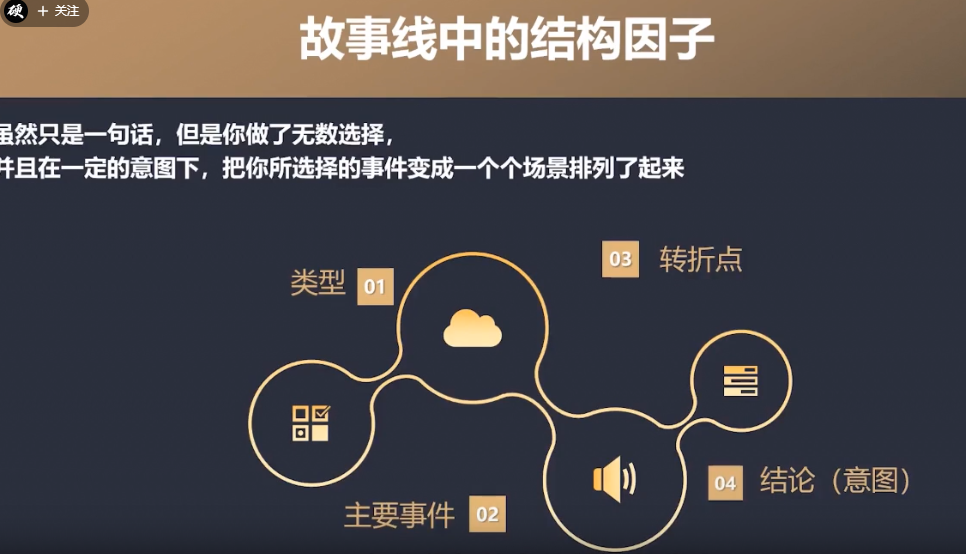 硬 + 关注
故事线中的结构因子
虽然只是一句话，但是你做了无数选择，
并且在一定的意图下，把你所选择的事件变成一个个场景排列了起来
类型 01
03 转折点
主要事件 02
04 结论（意图）